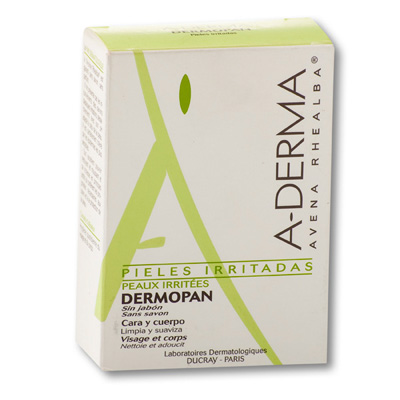 DERMOPAN
A-DERMA®
AVENA RHEALBA
PIELES IRRITADAS
PEAUX IRRITÉES
DERMOPAN
Sin jabón
Sans savon
Cara y cuerpo
Limpia y suaviza
Visage et corps
Nettoie et adoucit
Laboratoires Dermatologiques
DUCRAY - PARIS